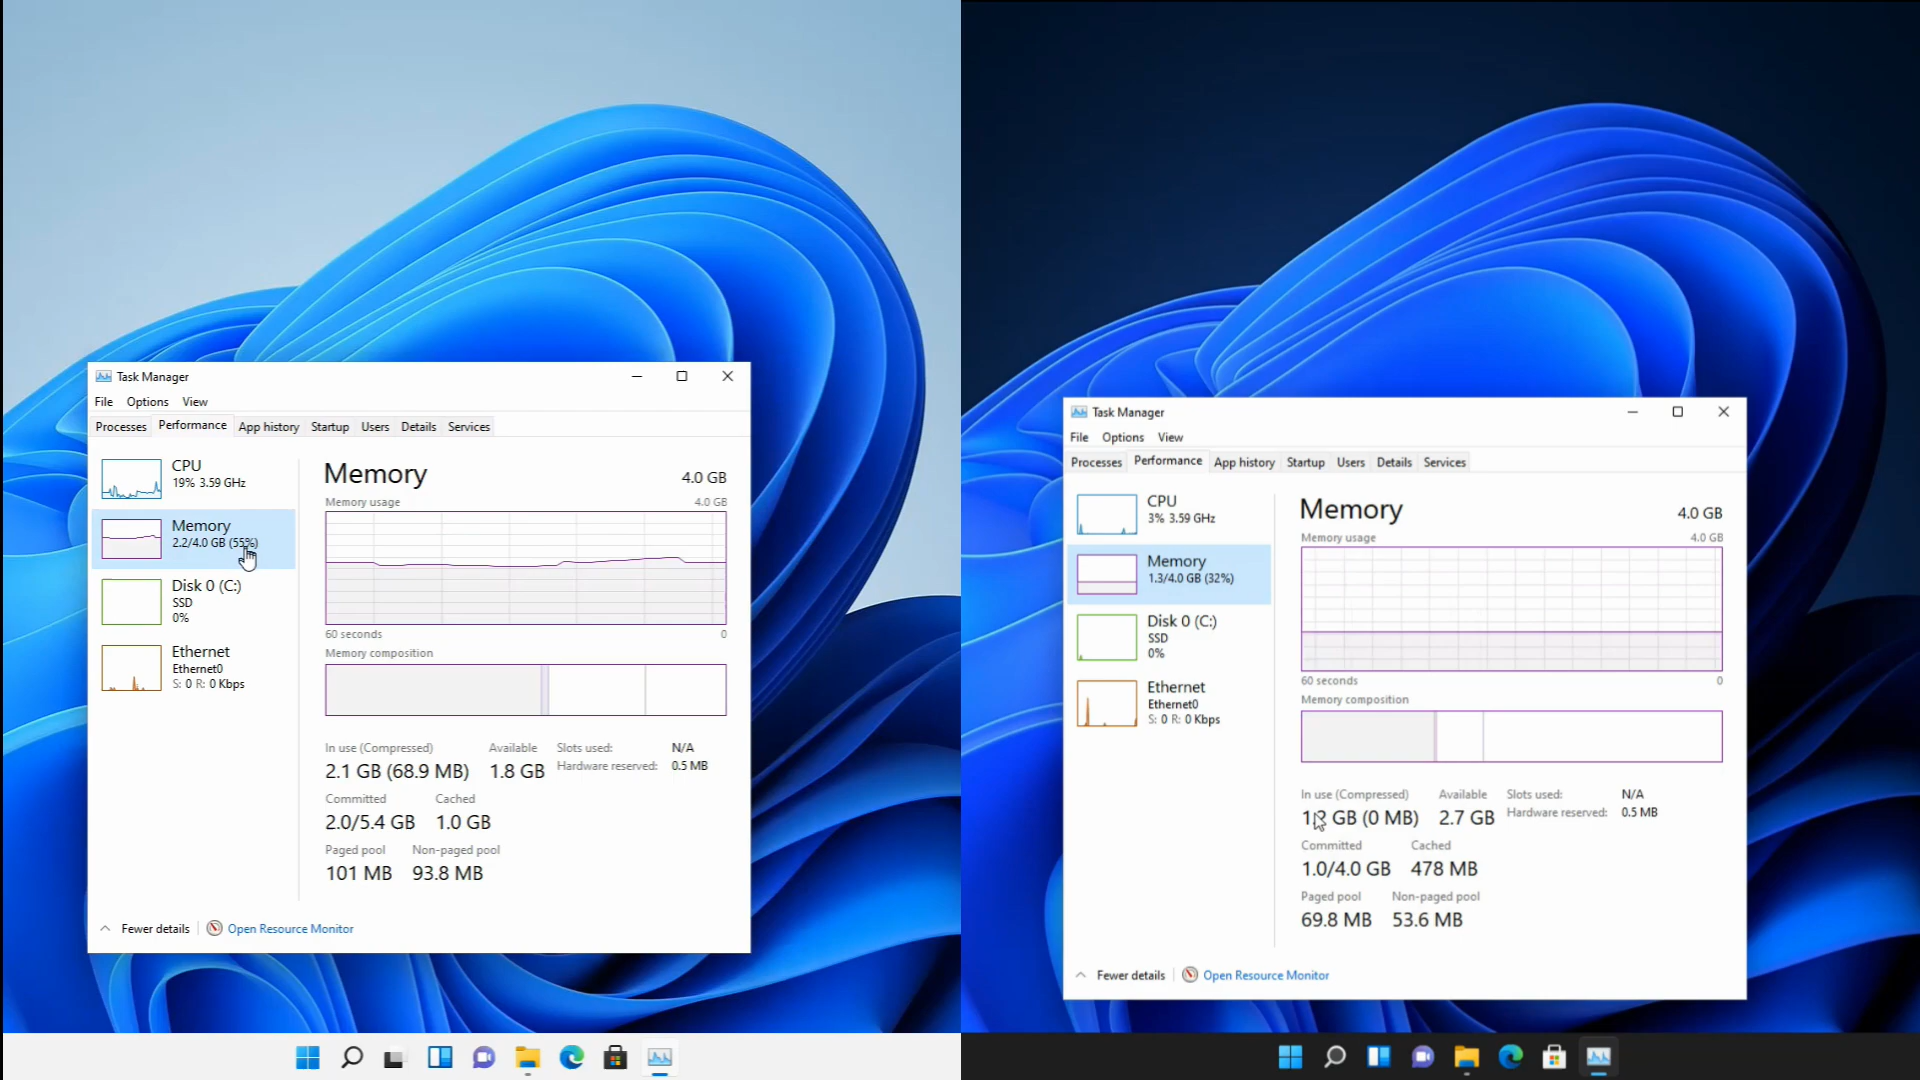 Task Manager
File Options View
Processes Performance App history Startup Users Details Services
CPU
19% 3.59 GHz
Memory
2.2/4.0 GB (55%)
Disk 0 (C:)
SSD
0%
Ethernet
Ethernet0
S: 0 R: 0 Kbps
Memory 4.0 GB
Memory usage 4.0 GB
60 seconds 0
Memory composition
In use (Compressed) Available Slots used: N/A
2.1 GB (68.9 MB) 1.8 GB Hardware reserved: 0.5 MB
Committed Cached
2.0/5.4 GB 1.0 GB
Paged pool Non-paged pool
101 MB 93.8 MB
Fewer details Open Resource Monitor
Task Manager
File Options View
Processes Performance App history Startup Users Details Services
CPU
3% 3.59 GHz
Memory
1.3/4.0 GB (32%)
Disk 0 (C:)
SSD
0%
Ethernet
Ethernet0
S: 0 R: 0 Kbps
Memory 4.0 GB
Memory usage 4.0 GB
60 seconds 0
Memory composition
In use (Compressed) Available Slots used: N/A
GB (0 MB) 2.7 GB Hardware reserved: 0.5 MB
Committed Cached
1.0/4.0 GB 478 MB
Paged pool Non-paged pool
69.8 MB 53.6 MB
Fewer details Open Resource Monitor